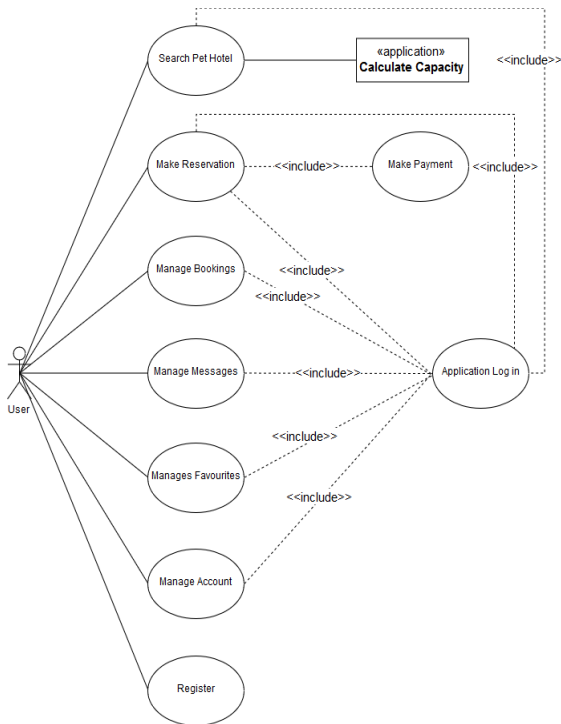 Search Pet Hotel
«application»
Calculate Capacity
<<include>>
Make Reservation
<<include>>
Make Payment
<<include>>
<<include>>
Manage Bookings
<<include>>
Manage Messages
<<include>>
Application Log in
User
<<include>>
Manages Favourites
<<include>>
Manage Account
Register